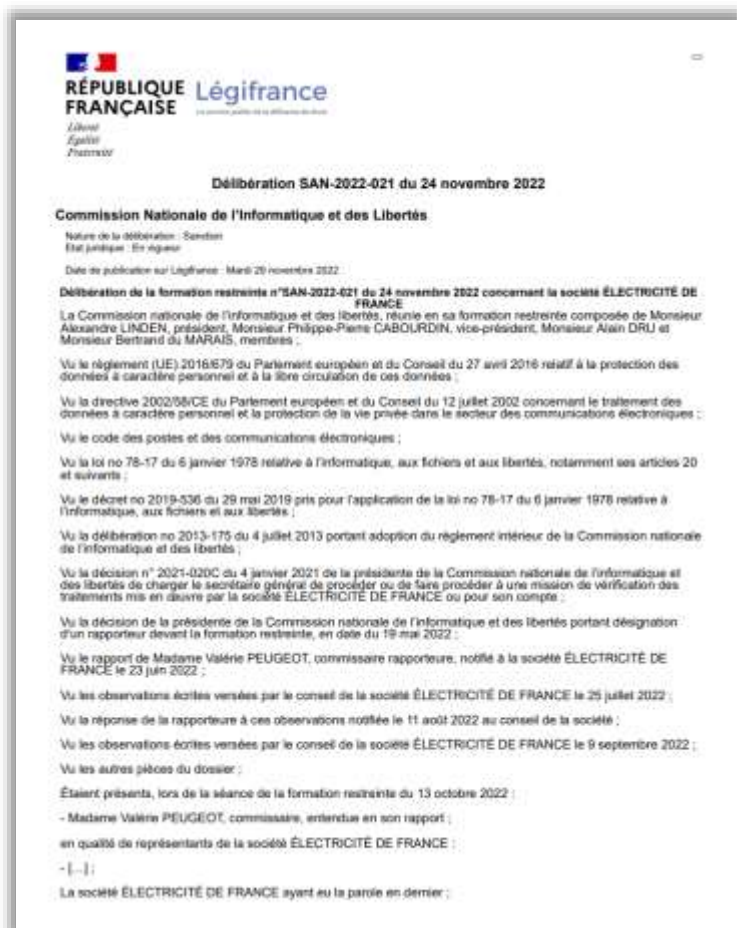 RÉPUBLIQUE
FRANÇAISE
Liberté
Égalité
Fraternité
Légifrance
Délibération SAN-2022-021 du 24 novembre 2022
Commission Nationale de l'Informatique et des Libertés
Nature de la délibération : Sanction
Etat juridique : En vigueur
Date de publication sur Légifrance : Mardi 29 novembre 2022
Délibération de la formation restreinte n°SAN-2022-021 du 24 novembre 2022 concernant la société ÉLECTRICITÉ DE
FRANCE
La Commission nationale de l'informatique et des libertés, réunie en sa formation restreinte composée de Monsieur
Alexandre LINDEN, président, Monsieur Philippe-Pierre CABOURDIN, vice-président, Monsieur Alain DRU et
Monsieur Bertrand du MARAIS, membres ;
Vu le règlement (UE) 2016/679 du Parlement européen et du Conseil du 27 avril 2016 relatif à la protection des
données à caractère personnel et à la libre circulation de ces données ;
Vu la directive 2002/58/CE du Parlement européen et du Conseil du 12 juillet 2002 concernant le traitement des
données à caractère personnel et la protection de la vie privée dans le secteur des communications électroniques ;
Vu le code des postes et des communications électroniques ;
Vu la loi no 78-17 du 6 janvier 1978 relative à l'informatique, aux fichiers et aux libertés, notamment ses articles 20
et suivants ;
Vu le décret no 2019-536 du 29 mai 2019 pris pour l'application de la loi no 78-17 du 6 janvier 1978 relative à
l'informatique, aux fichiers et aux libertés ;
Vu la délibération no 2013-175 du 4 juillet 2013 portant adoption du règlement intérieur de la Commission nationale
de l'informatique et des libertés ;
Vu la décision n° 2021-020C du 4 janvier 2021 de la présidente de la Commission nationale de l'informatique et
des libertés de charger le secrétaire général de procéder ou de faire procéder à une mission de vérification des
traitements mis en œuvre par la société ÉLECTRICITÉ DE FRANCE ou pour son compte ;
Vu la décision de la présidente de la Commission nationale de l'informatique et des libertés portant désignation
d'un rapporteur devant la formation restreinte, en date du 19 mai 2022 ;
Vu le rapport de Madame Valérie PEUGEOT, commissaire rapporteure, notifié à la société ÉLECTRICITÉ DE
FRANCE le 23 juin 2022 ;
Vu les observations écrites versées par le conseil de la société ÉLECTRICITÉ DE FRANCE le 25 juillet 2022 ;
Vu la réponse de la rapporteure à ces observations notifiée le 11 août 2022 au conseil de la société ;
Vu les observations écrites versées par le conseil de la société ÉLECTRICITÉ DE FRANCE le 9 septembre 2022 ;
Vu les autres pièces du dossier ;
Étaient présents, lors de la séance de la formation restreinte du 13 octobre 2022 :
- Madame Valérie PEUGEOT, commissaire, entendue en son rapport ;
en qualité de représentants de la société ÉLECTRICITÉ DE FRANCE :
- [...] ;
La société ÉLECTRICITÉ DE FRANCE ayant eu la parole en dernier ;